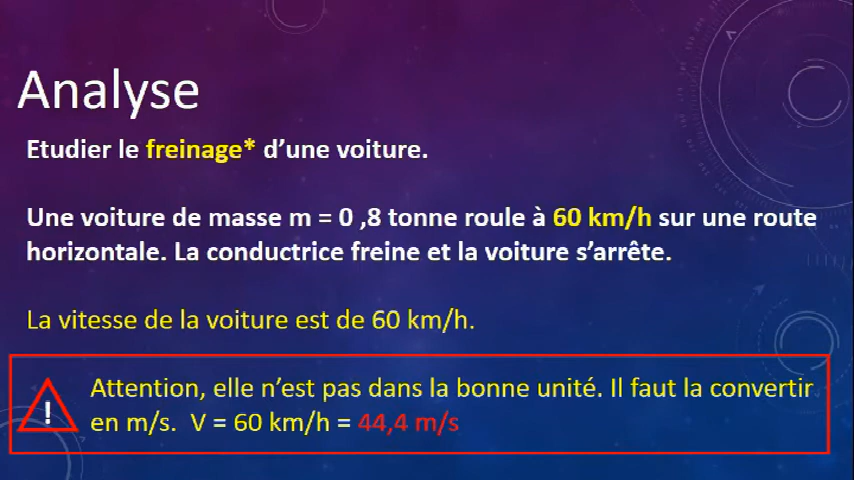 Analyse
Etudier le freinage* d'une voiture.
Une voiture de masse m = 0 ,8 tonne roule à 60 km/h sur une route
horizontale. La conductrice freine et la voiture s'arrête.
La vitesse de la voiture est de 60 km/h.
Attention, elle n'est pas dans la bonne unité. Il faut la convertir
! en m/s. V = 60 km/h = 44,4 m/s